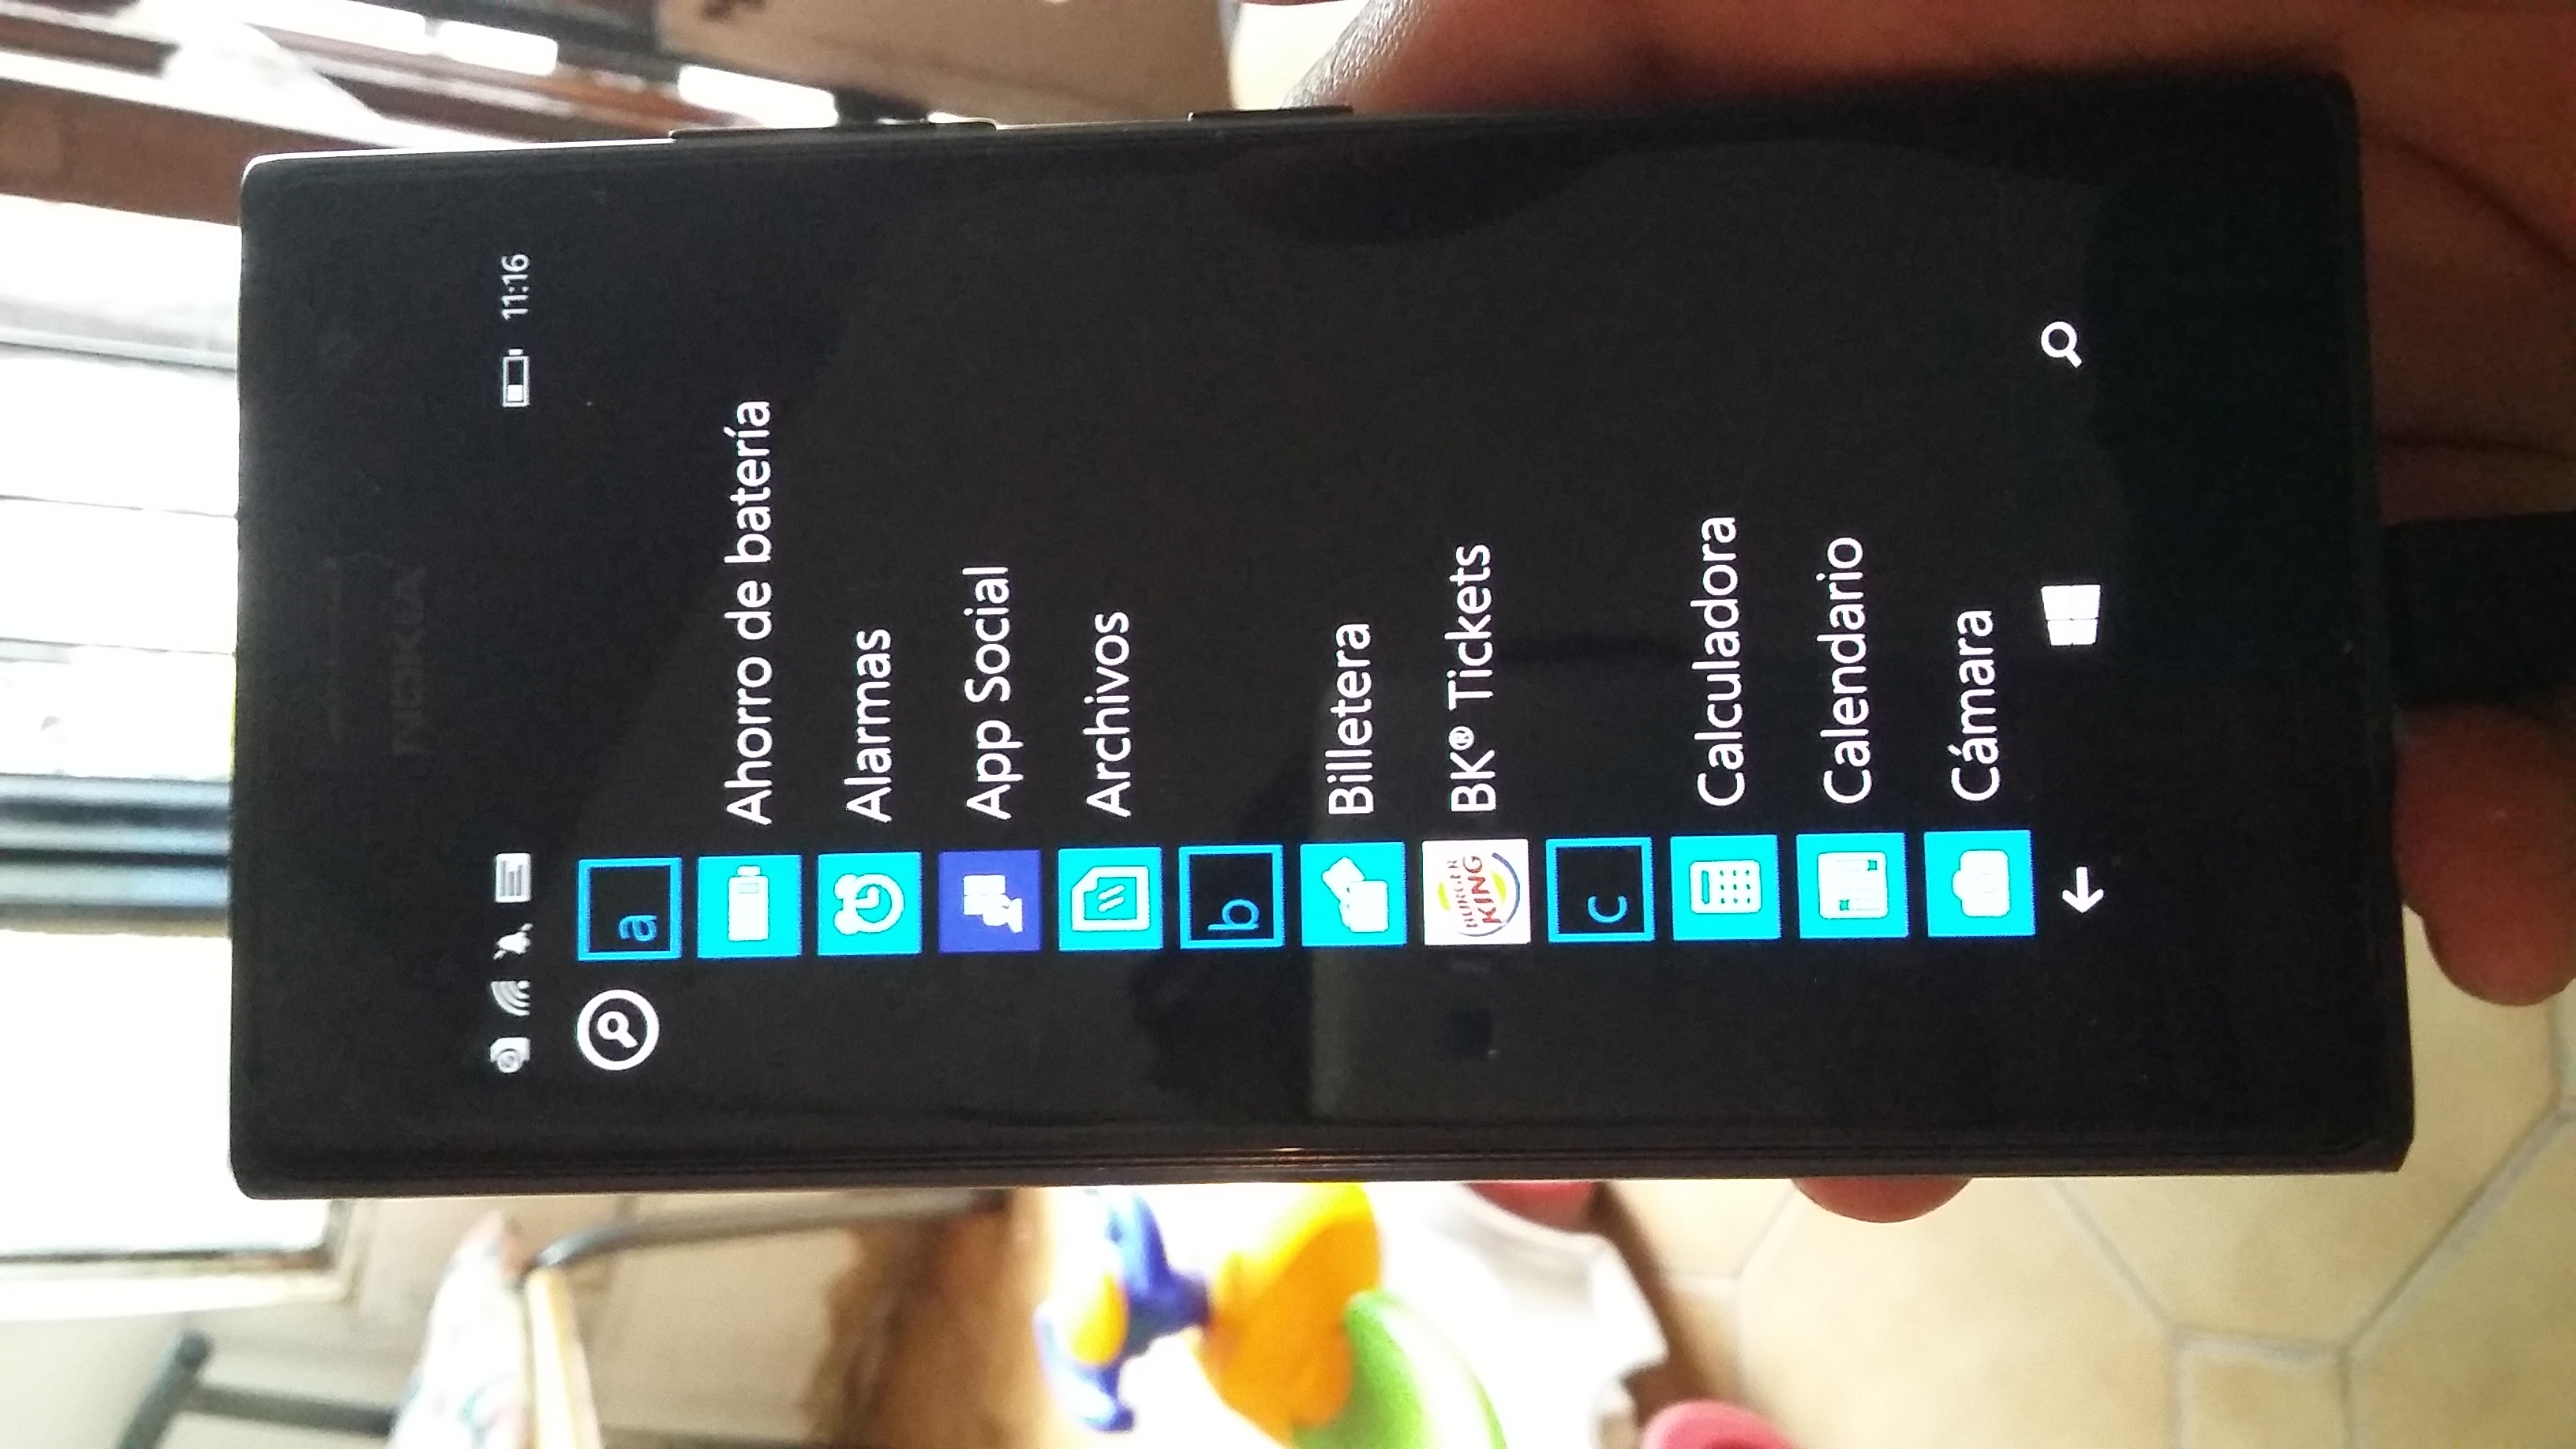 NOKIA
11:16
a
Ahorro de batería
Alarmas
App Social
Archivos
b
Billetera
BURGER
KING
BK® Tickets
c
Calculadora
Calendario
Cámara